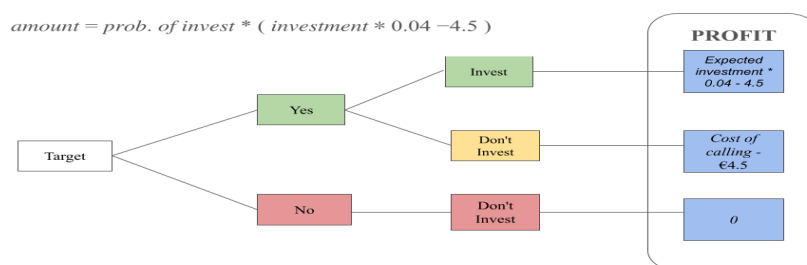 amount = prob. of invest * ( investment * 0.04 −4.5 )
PROFIT
Invest
Expected
investment *
0.04 - 4.5
Yes
Target
Don't
Invest
Cost of
calling -
€4.5
No
Don't
Invest
0